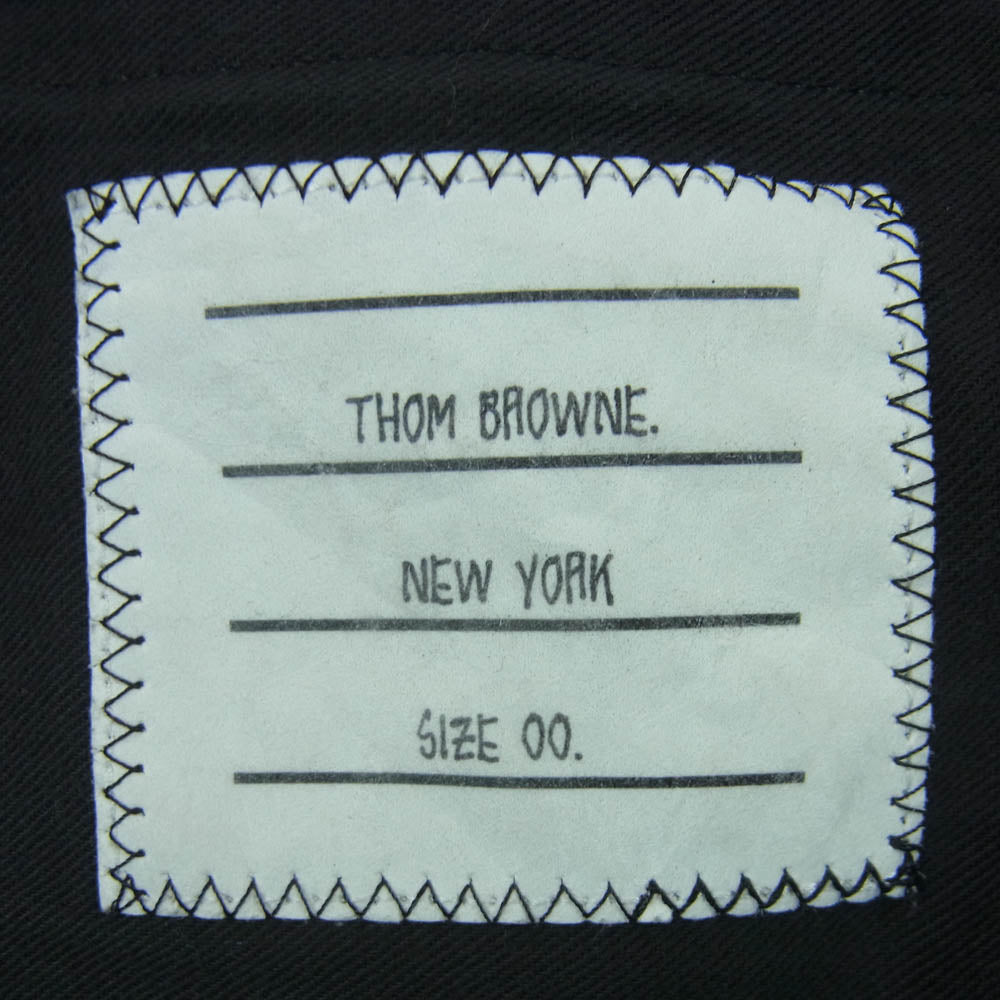 THOM BROWNE.
NEW YORK
SIZE 00.